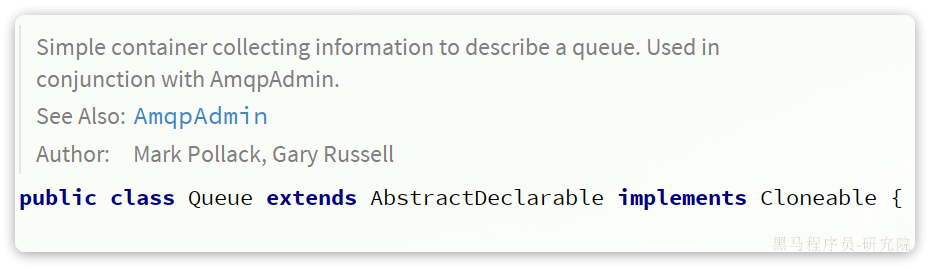 Simple container collecting information to describe a queue. Used in
conjunction with AmqpAdmin.
See Also: AmqpAdmin
Author: Mark Pollack, Gary Russell
public class Queue extends AbstractDeclarable implements Cloneable {
黑马程序员-研究院